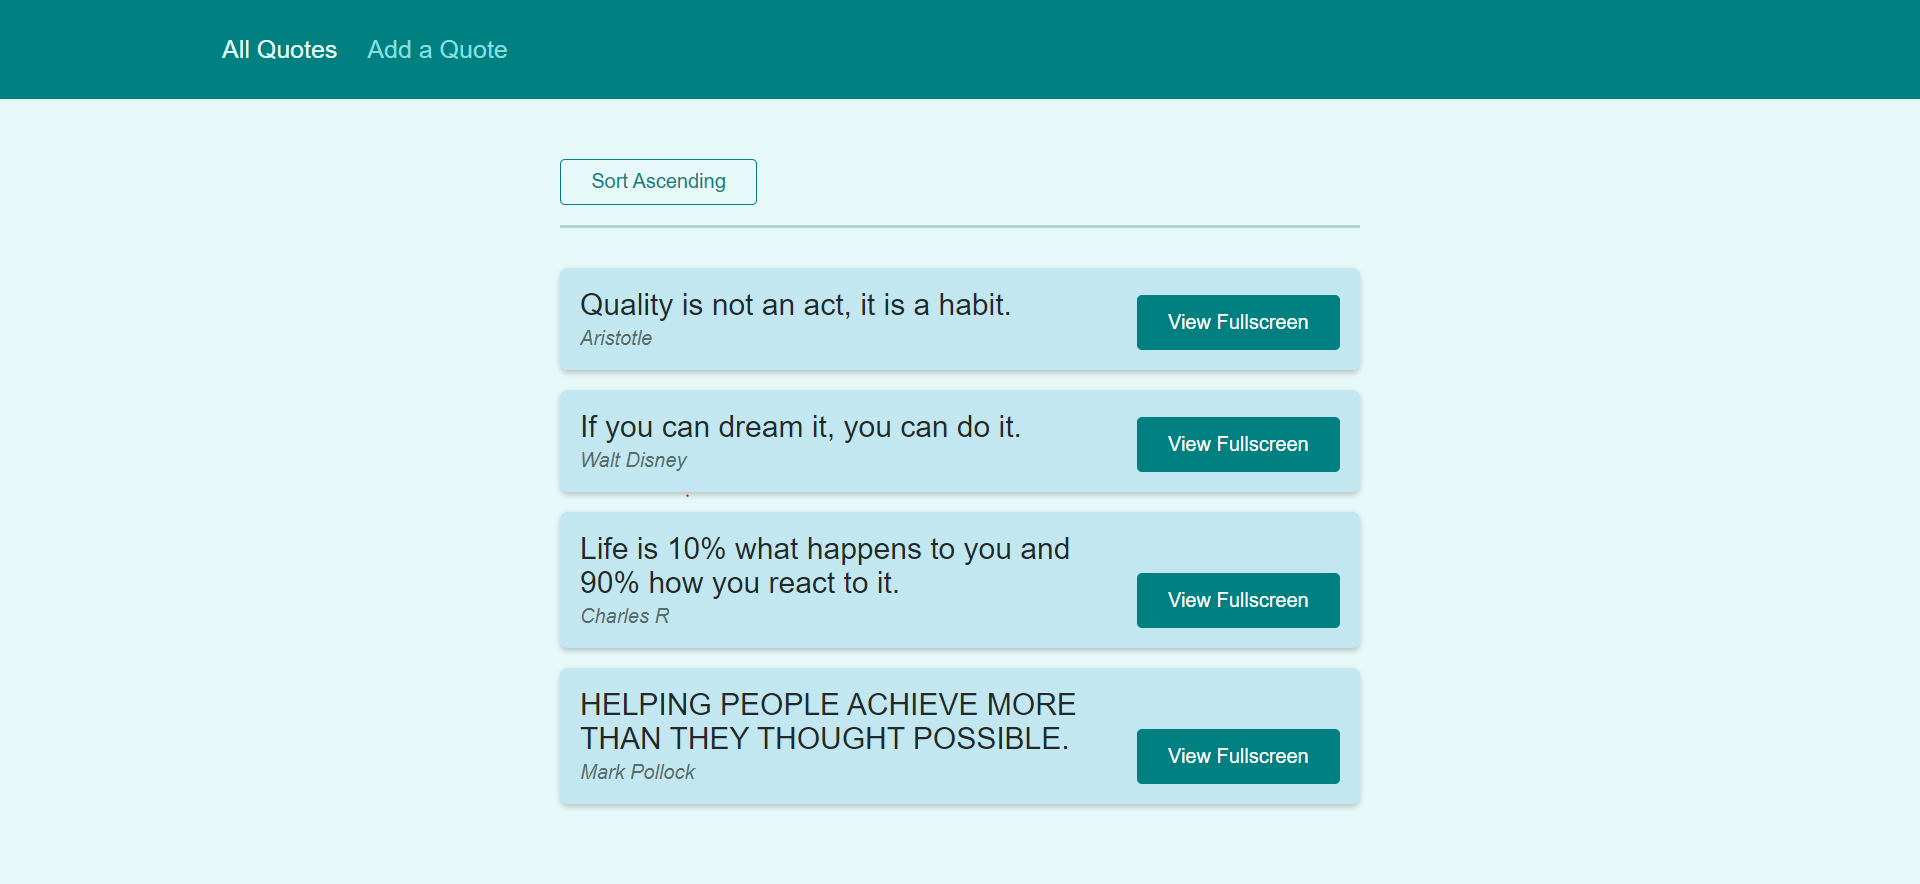 All Quotes Add a Quote
Sort Ascending
Quality is not an act, it is a habit.
Aristotle
View Fullscreen
If you can dream it, you can do it.
Walt Disney
View Fullscreen
Life is 10% what happens to you and
90% how you react to it.
Charles R
View Fullscreen
HELPING PEOPLE ACHIEVE MORE
THAN THEY THOUGHT POSSIBLE.
Mark Pollock
View Fullscreen